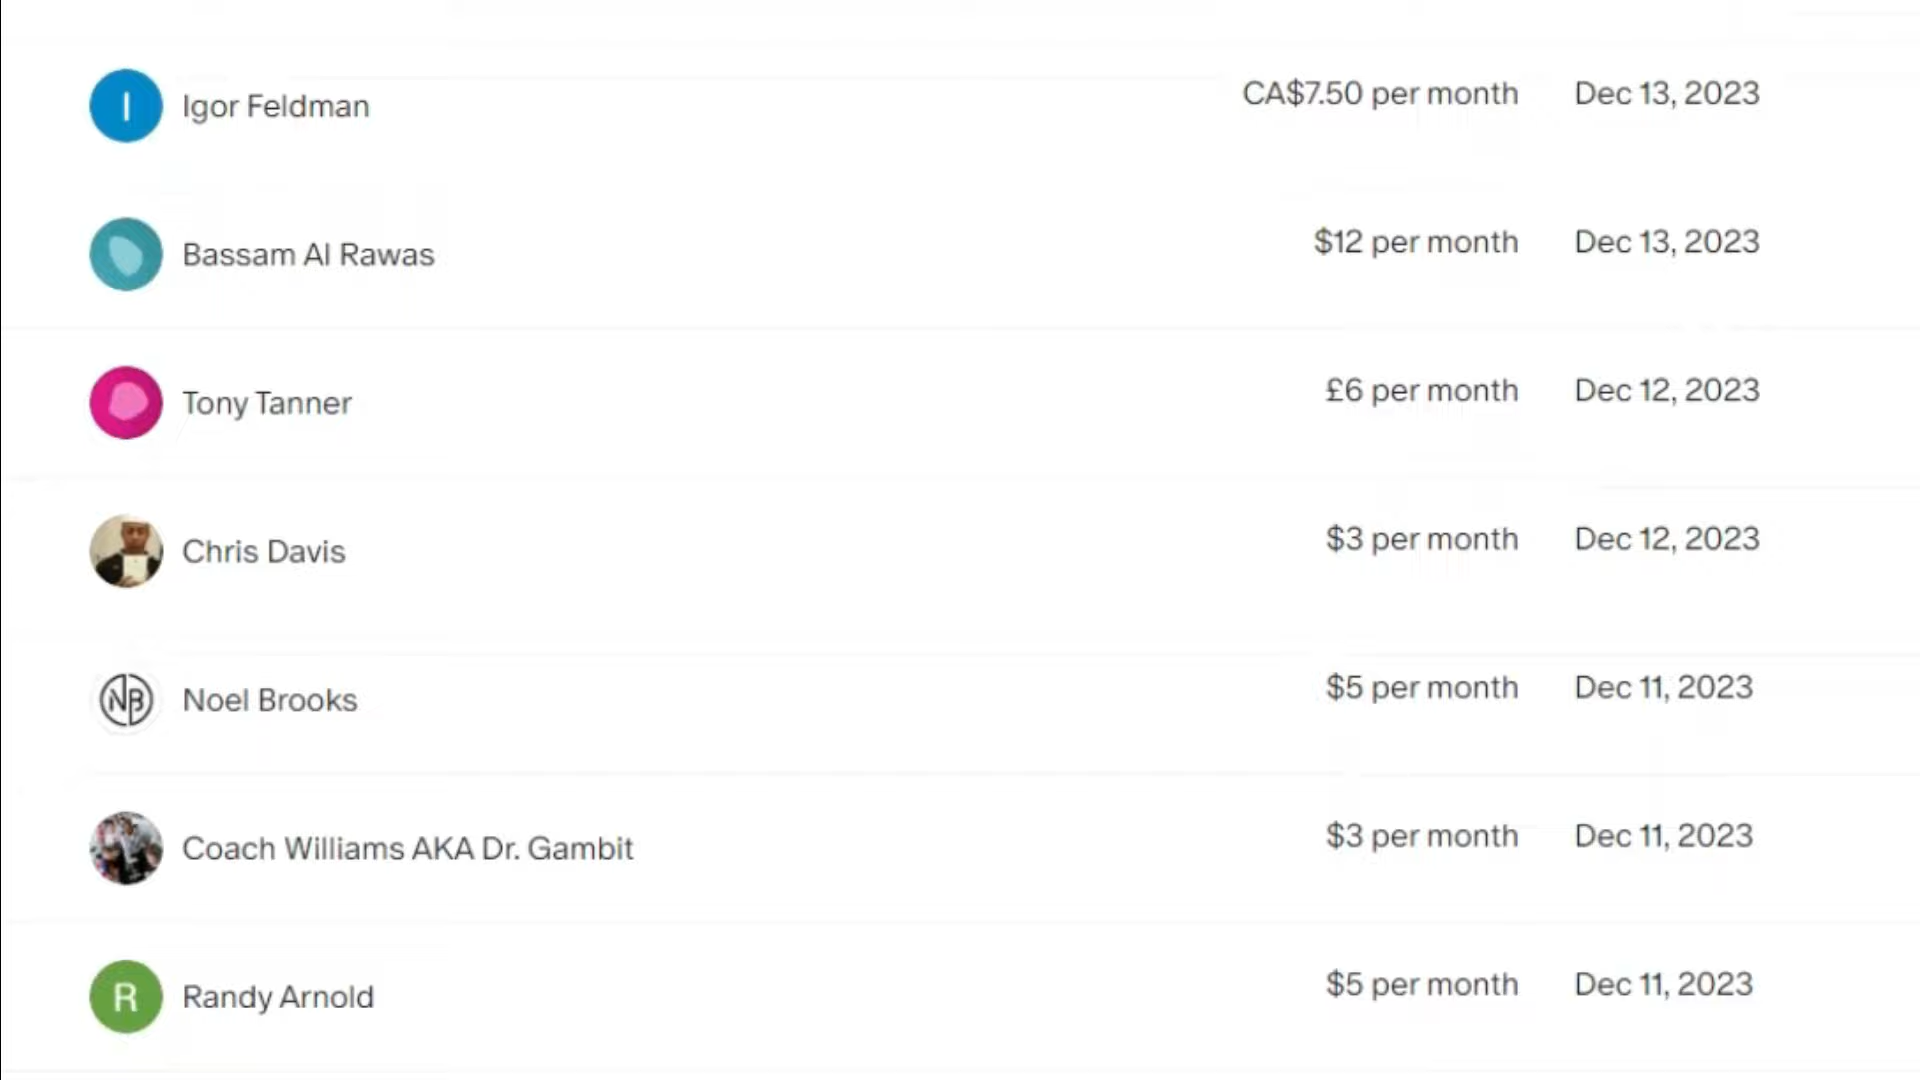 I Igor Feldman CA$7.50 per month Dec 13, 2023
Bassam Al Rawas $12 per month Dec 13, 2023
Tony Tanner £6 per month Dec 12, 2023
Chris Davis $3 per month Dec 12, 2023
NB Noel Brooks $5 per month Dec 11, 2023
Coach Williams AKA Dr. Gambit $3 per month Dec 11, 2023
R Randy Arnold $5 per month Dec 11, 2023